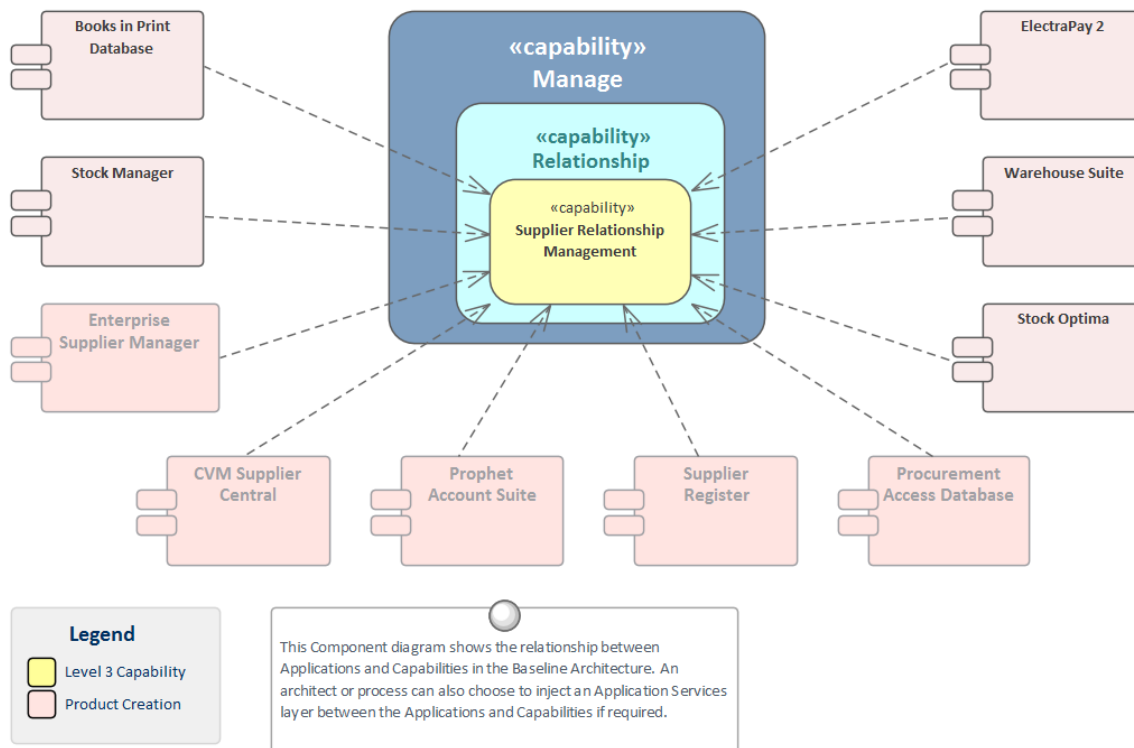 Books in Print
Database
«capability»
Manage
ElectraPay 2
«capability»
Relationship
Stock Manager
Warehouse Suite
«capability»
Supplier Relationship
Management
Enterprise
Supplier Manager
Stock Optima
CVM Supplier
Central
Prophet
Account Suite
Supplier
Register
Procurement
Access Database
Legend
Level 3 Capability
Product Creation
This Component diagram shows the relationship between
Applications and Capabilities in the Baseline Architecture. An
architect or process can also choose to inject an Application Services
layer between the Applications and Capabilities if required.